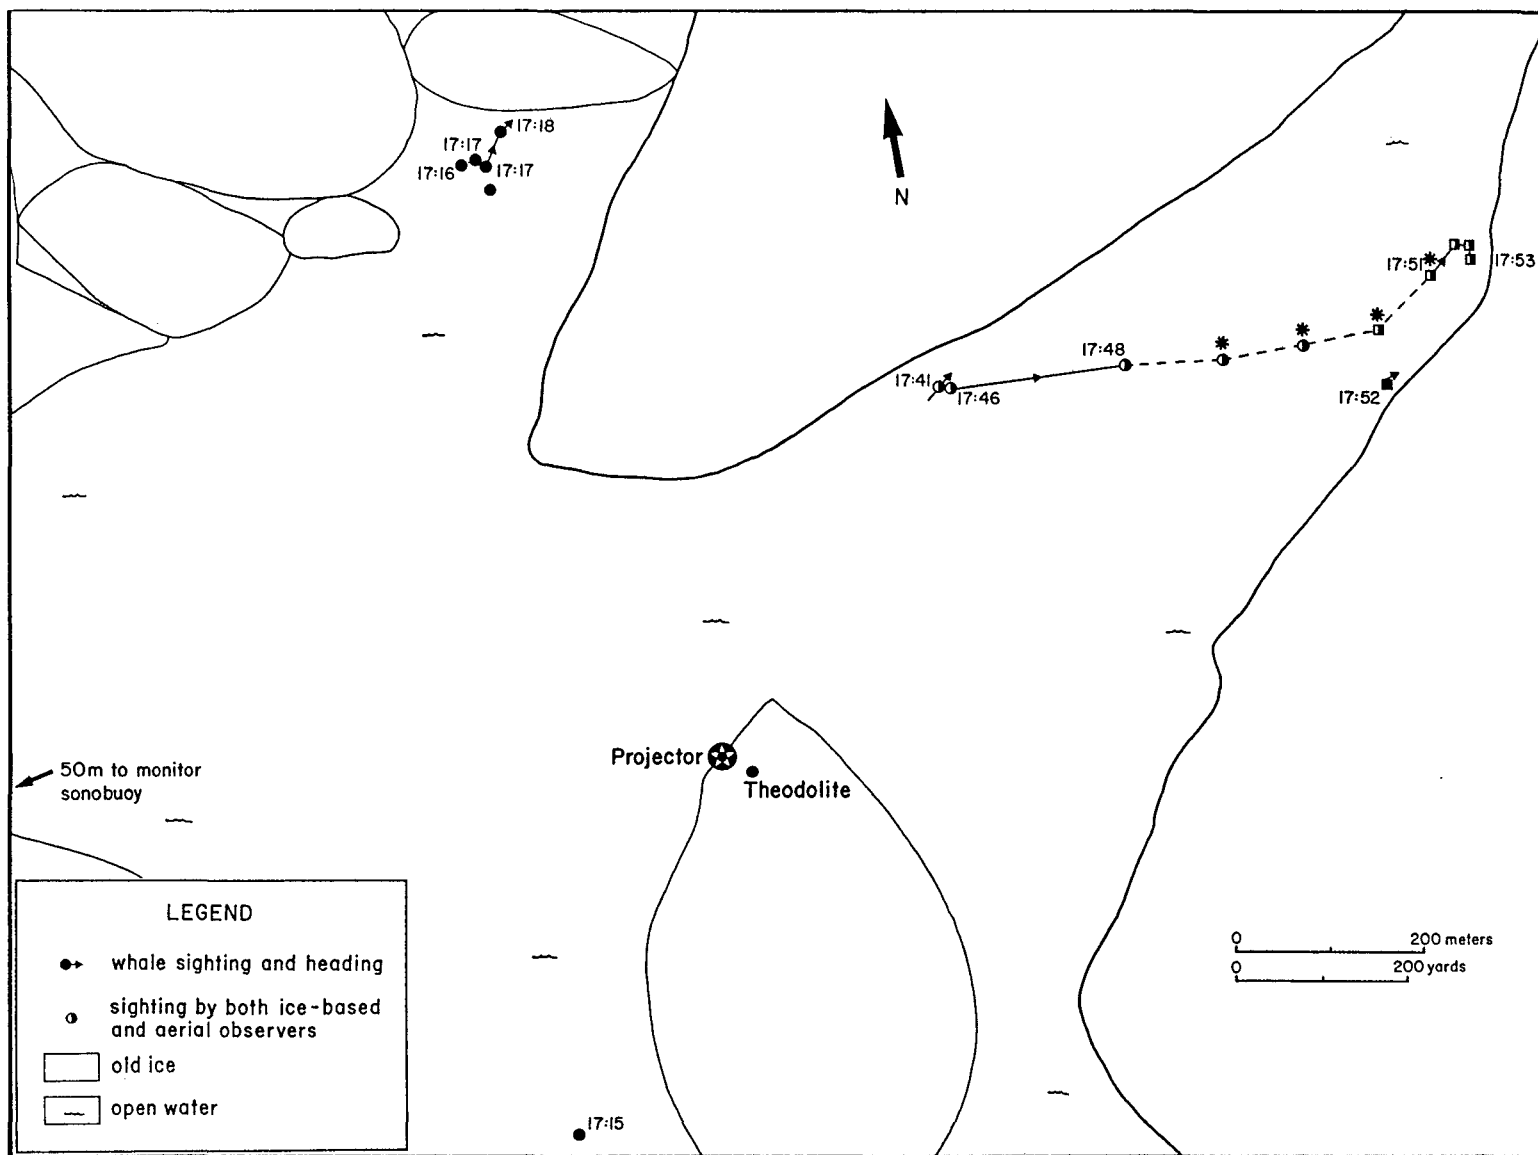 17:18
17:17
17:16
17:17
N
17:51
17:53
17:48
17:41
17:46
17:52
Projector
Theodolite
50m to monitor
sonobuoy
0 200 meters
0 200 yards
LEGEND
whale sighting and heading
sighting by both ice-based
and aerial observers
old ice
open water
17:15